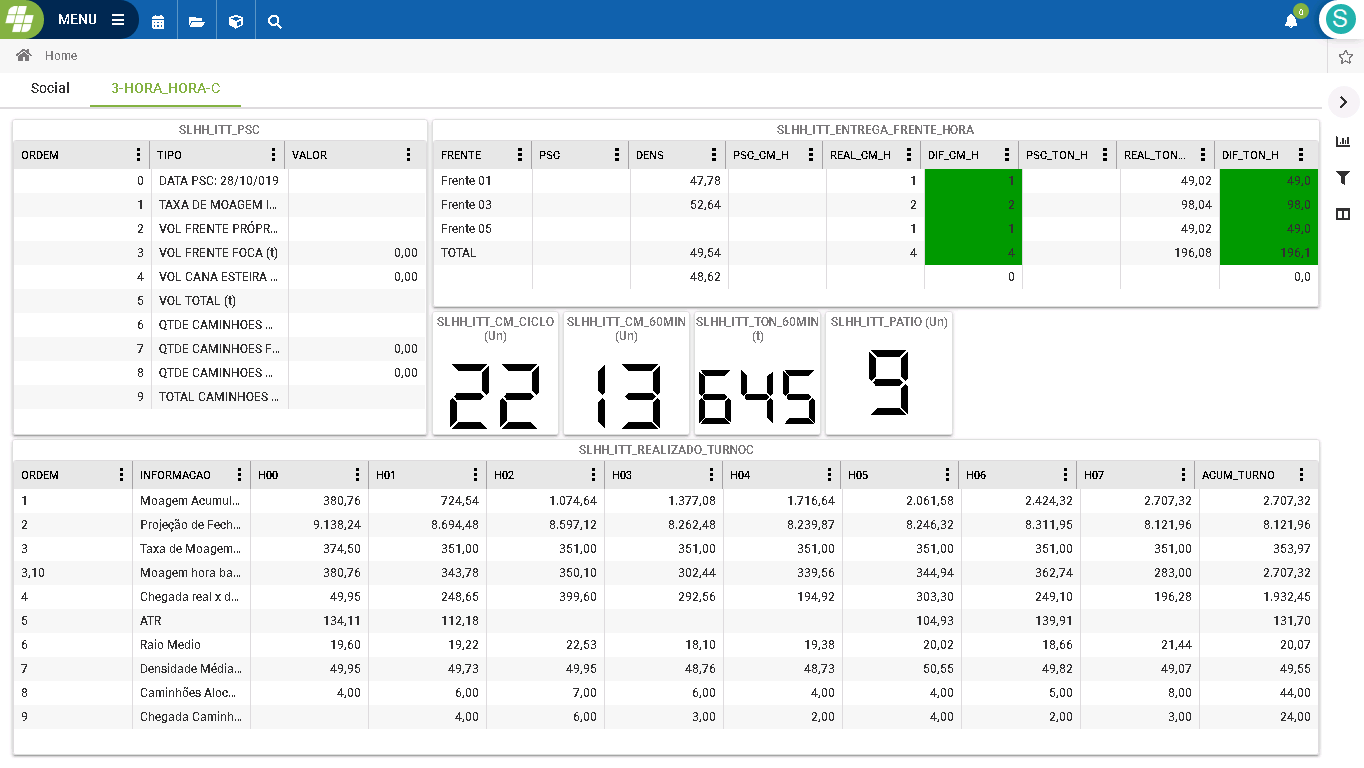 MENU
0
S
Home
Social 3-HORA_HORA-C
SLHH_ITT_PSC
ORDEM TIPO VALOR
0 DATA PSC: 28/10/019
1 TAXA DE MOAGEM I...
2 VOL FRENTE PRÓPR...
3 VOL FRENTE FOCA (t) 0,00
4 VOL CANA ESTEIRA ... 0,00
5 VOL TOTAL (t)
6 QTDE CAMINHOES ...
7 QTDE CAMINHOES F... 0,00
8 QTDE CAMINHOES ... 0,00
9 TOTAL CAMINHOES ...
SLHH_ITT_ENTREGA_FRENTE_HORA
FRENTE PSC DENS PSC_CM_H REAL_CM_H DIF_CM_H PSC_TON_H REAL_TON... DIF_TON_H
Frente 01 47,78 1 1 49,02 49,0
Frente 03 52,64 2 2 98,04 98,0
Frente 05 1 1 49,02 49,0
TOTAL 49,54 4 4 196,08 196,1
48,62 0 0,0
SLHH_ITT_CM_CICLO
(Un)
22
SLHH_ITT_CM_60MIN
(Un)
13
SLHH_ITT_TON_60MIN
(t)
645
SLHH_ITT_PATIO (Un)
9
SLHH_ITT_REALIZADO_TURNOC
ORDEM INFORMACAO H00 H01 H02 H03 H04 H05 H06 H07 ACUM_TURNO
1 Moagem Acumul... 380,76 724,54 1.074,64 1.377,08 1.716,64 2.061,58 2.424,32 2.707,32 2.707,32
2 Projeção de Fech... 9.138,24 8.694,48 8.597,12 8.262,48 8.239,87 8.246,32 8.311,95 8.121,96 8.121,96
3 Taxa de Moagem... 374,50 351,00 351,00 351,00 351,00 351,00 351,00 351,00 353,97
3,10 Moagem hora ba... 380,76 343,78 350,10 302,44 339,56 344,94 362,74 283,00 2.707,32
4 Chegada real x d... 49,95 248,65 399,60 292,56 194,92 303,30 249,10 196,28 1.932,45
5 ATR 134,11 112,18 104,93 139,91 131,70
6 Raio Medio 19,60 19,22 22,53 18,10 19,38 20,02 18,66 21,44 20,07
7 Densidade Média... 49,95 49,73 49,95 48,76 48,73 50,55 49,82 49,07 49,55
8 Caminhões Aloc... 4,00 6,00 7,00 6,00 4,00 4,00 5,00 8,00 44,00
9 Chegada Caminh... 4,00 6,00 3,00 2,00 4,00 2,00 3,00 24,00